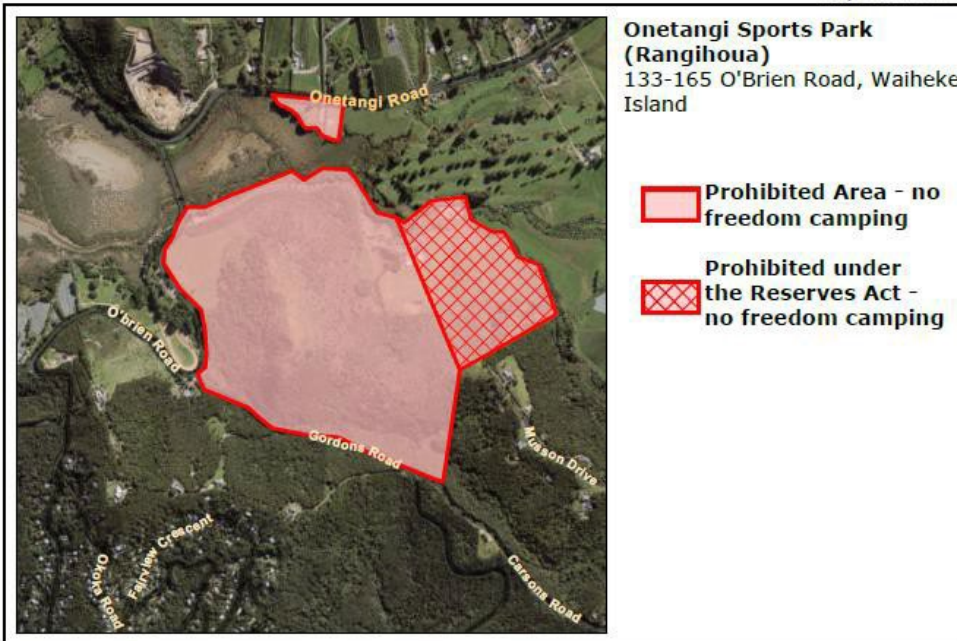 Onetangi Sports Park
(Rangihoua)
133-165 O'Brien Road, Waiheke
Island
Prohibited Area - no
freedom camping
Prohibited under
the Reserves Act -
no freedom camping
Onetangi Road
O'brien Road
Gordons Road
Musson Drive
Fairview Crescent
Okoka Road
Carsons Road